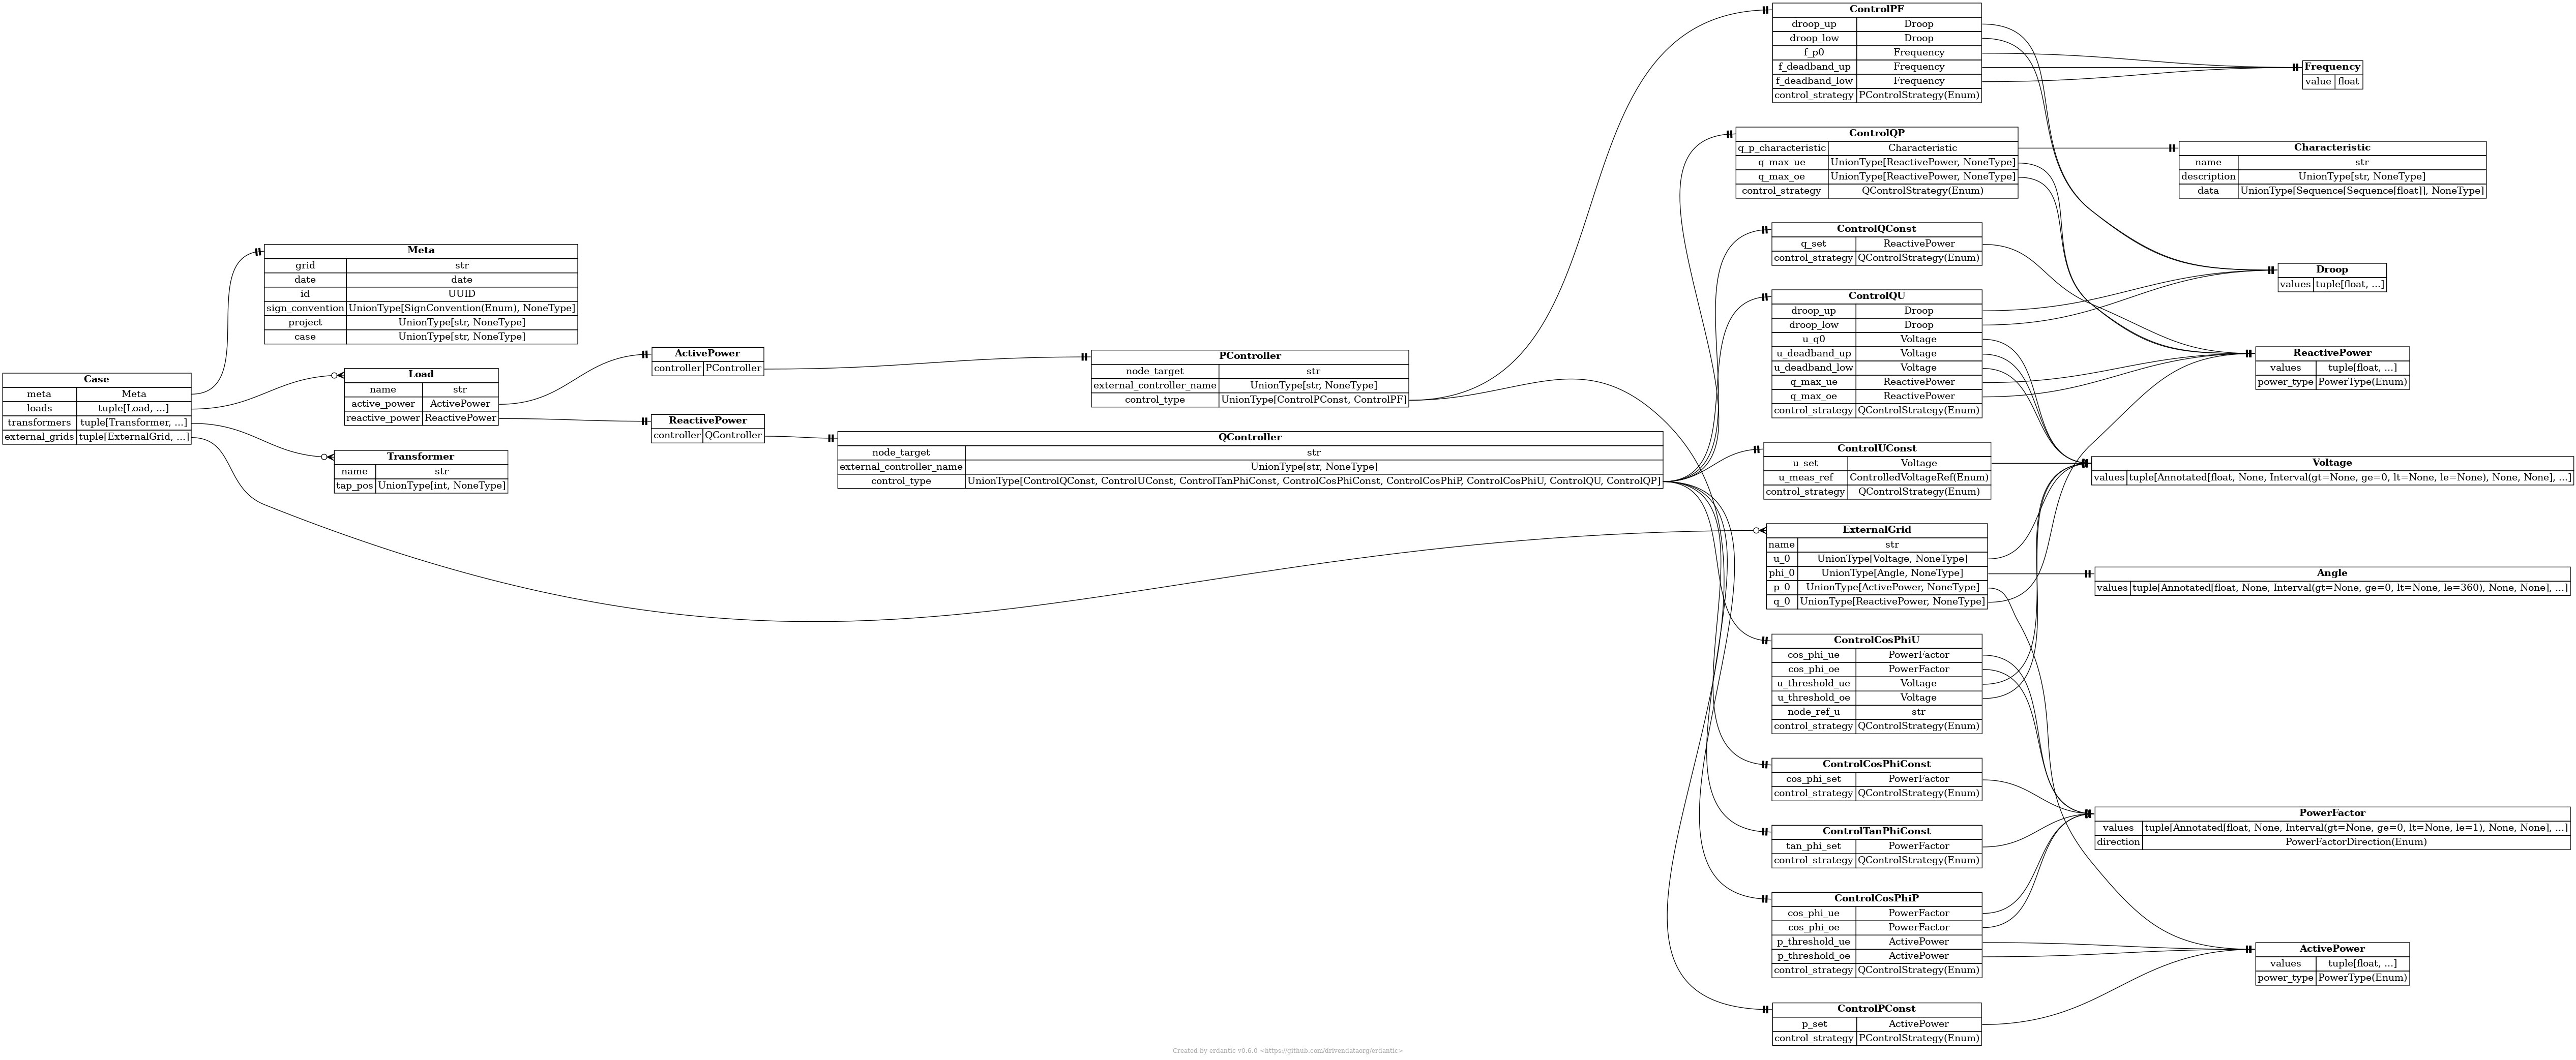 Case
meta Meta
loads tuple[Load, ...]
transformers tuple[Transformer, ...]
external_grids tuple[ExternalGrid, ...]
Meta
grid str
date date
id UUID
sign_convention UnionType[SignConvention(Enum), NoneType]
project UnionType[str, NoneType]
case UnionType[str, NoneType]
Load
name str
active_power ActivePower
reactive_power ReactivePower
Transformer
name str
tap_pos UnionType[int, NoneType]
ActivePower
controller PController
ReactivePower
controller QController
PController
node_target str
external_controller_name UnionType[str, NoneType]
control_type UnionType[ControlPConst, ControlPF]
QController
node_target str
external_controller_name UnionType[str, NoneType]
control_type UnionType[ControlQConst, ControlUConst, ControlTanPhiConst, ControlCosPhiConst, ControlCosPhiP, ControlCosPhiU, ControlQU, ControlQP]
ControlPF
droop_up Droop
droop_low Droop
f_p0 Frequency
f_deadband_up Frequency
f_deadband_low Frequency
control_strategy PControlStrategy(Enum)
ControlQP
q_p_characteristic Characteristic
q_max_ue UnionType[ReactivePower, NoneType]
q_max_oe UnionType[ReactivePower, NoneType]
control_strategy QControlStrategy(Enum)
ControlQConst
q_set ReactivePower
control_strategy QControlStrategy(Enum)
ControlQU
droop_up Droop
droop_low Droop
u_q0 Voltage
u_deadband_up Voltage
u_deadband_low Voltage
q_max_ue ReactivePower
q_max_oe ReactivePower
control_strategy QControlStrategy(Enum)
ControlUConst
u_set Voltage
u_meas_ref ControlledVoltageRef(Enum)
control_strategy QControlStrategy(Enum)
ExternalGrid
name str
u_0 UnionType[Voltage, NoneType]
phi_0 UnionType[Angle, NoneType]
p_0 UnionType[ActivePower, NoneType]
q_0 UnionType[ReactivePower, NoneType]
ControlCosPhiU
cos_phi_ue PowerFactor
cos_phi_oe PowerFactor
u_threshold_ue Voltage
u_threshold_oe Voltage
node_ref_u str
control_strategy QControlStrategy(Enum)
ControlCosPhiConst
cos_phi_set PowerFactor
control_strategy QControlStrategy(Enum)
ControlTanPhiConst
tan_phi_set PowerFactor
control_strategy QControlStrategy(Enum)
ControlCosPhiP
cos_phi_ue PowerFactor
cos_phi_oe PowerFactor
p_threshold_ue ActivePower
p_threshold_oe ActivePower
control_strategy QControlStrategy(Enum)
ControlPConst
p_set ActivePower
control_strategy PControlStrategy(Enum)
Frequency
value float
Characteristic
name str
description UnionType[str, NoneType]
data UnionType[Sequence[Sequence[float]], NoneType]
Droop
values tuple[float, ...]
ReactivePower
values tuple[float, ...]
power_type PowerType(Enum)
Voltage
values tuple[Annotated[float, None, Interval(gt=None, ge=0, lt=None, le=None), None, None], ...]
Angle
values tuple[Annotated[float, None, Interval(gt=None, ge=0, lt=None, le=360), None, None], ...]
PowerFactor
values tuple[Annotated[float, None, Interval(gt=None, ge=0, lt=None, le=1), None, None], ...]
direction PowerFactorDirection(Enum)
ActivePower
values tuple[float, ...]
power_type PowerType(Enum)
Created by erdantic v0.6.0 <https://github.com/drivendataorg/erdantic>